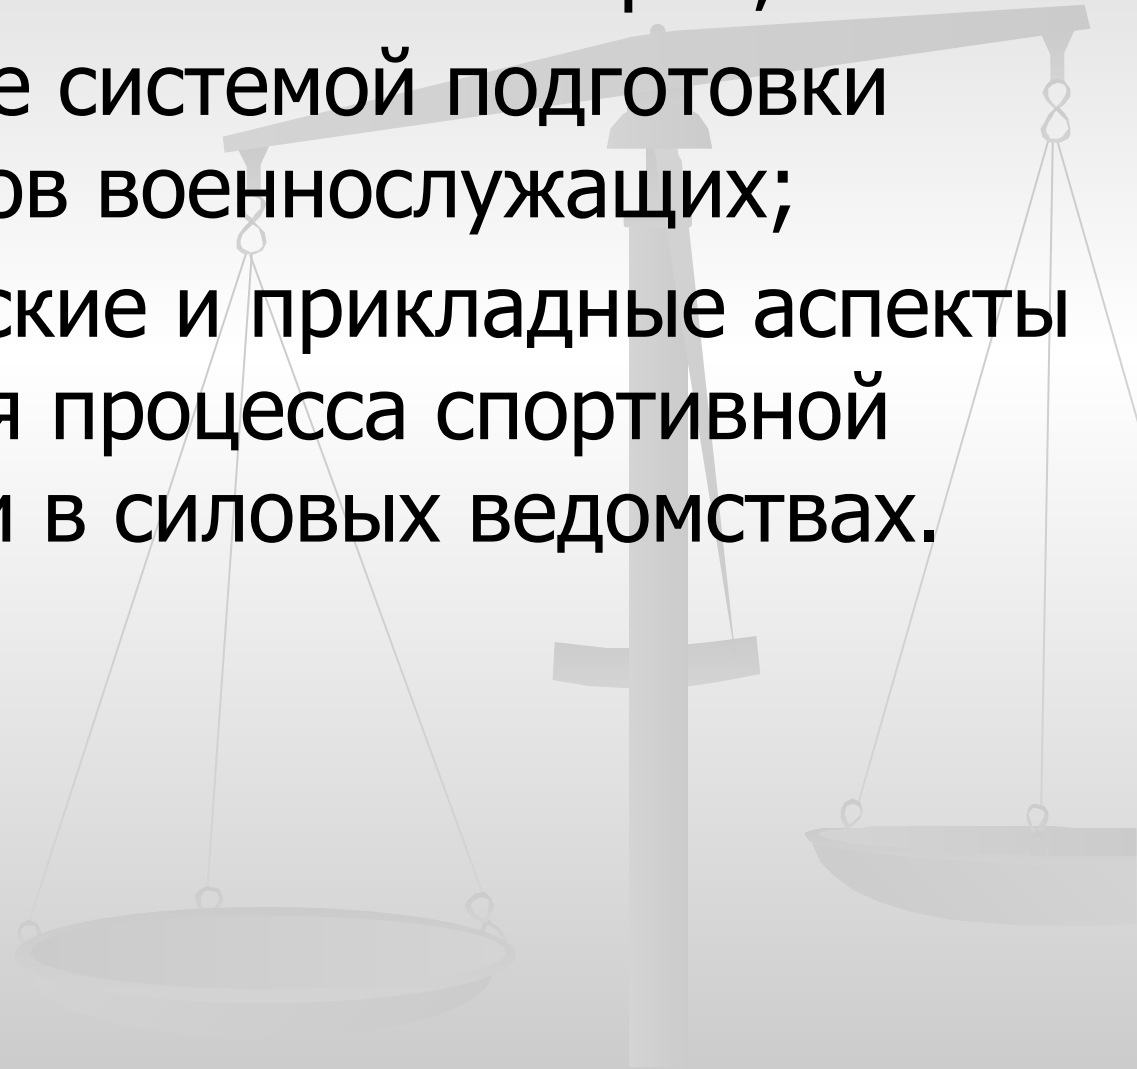 е системой подготовки
ов военнослужащих;
ские и прикладные аспекты
я процесса спортивной
и в силовых ведомствах.